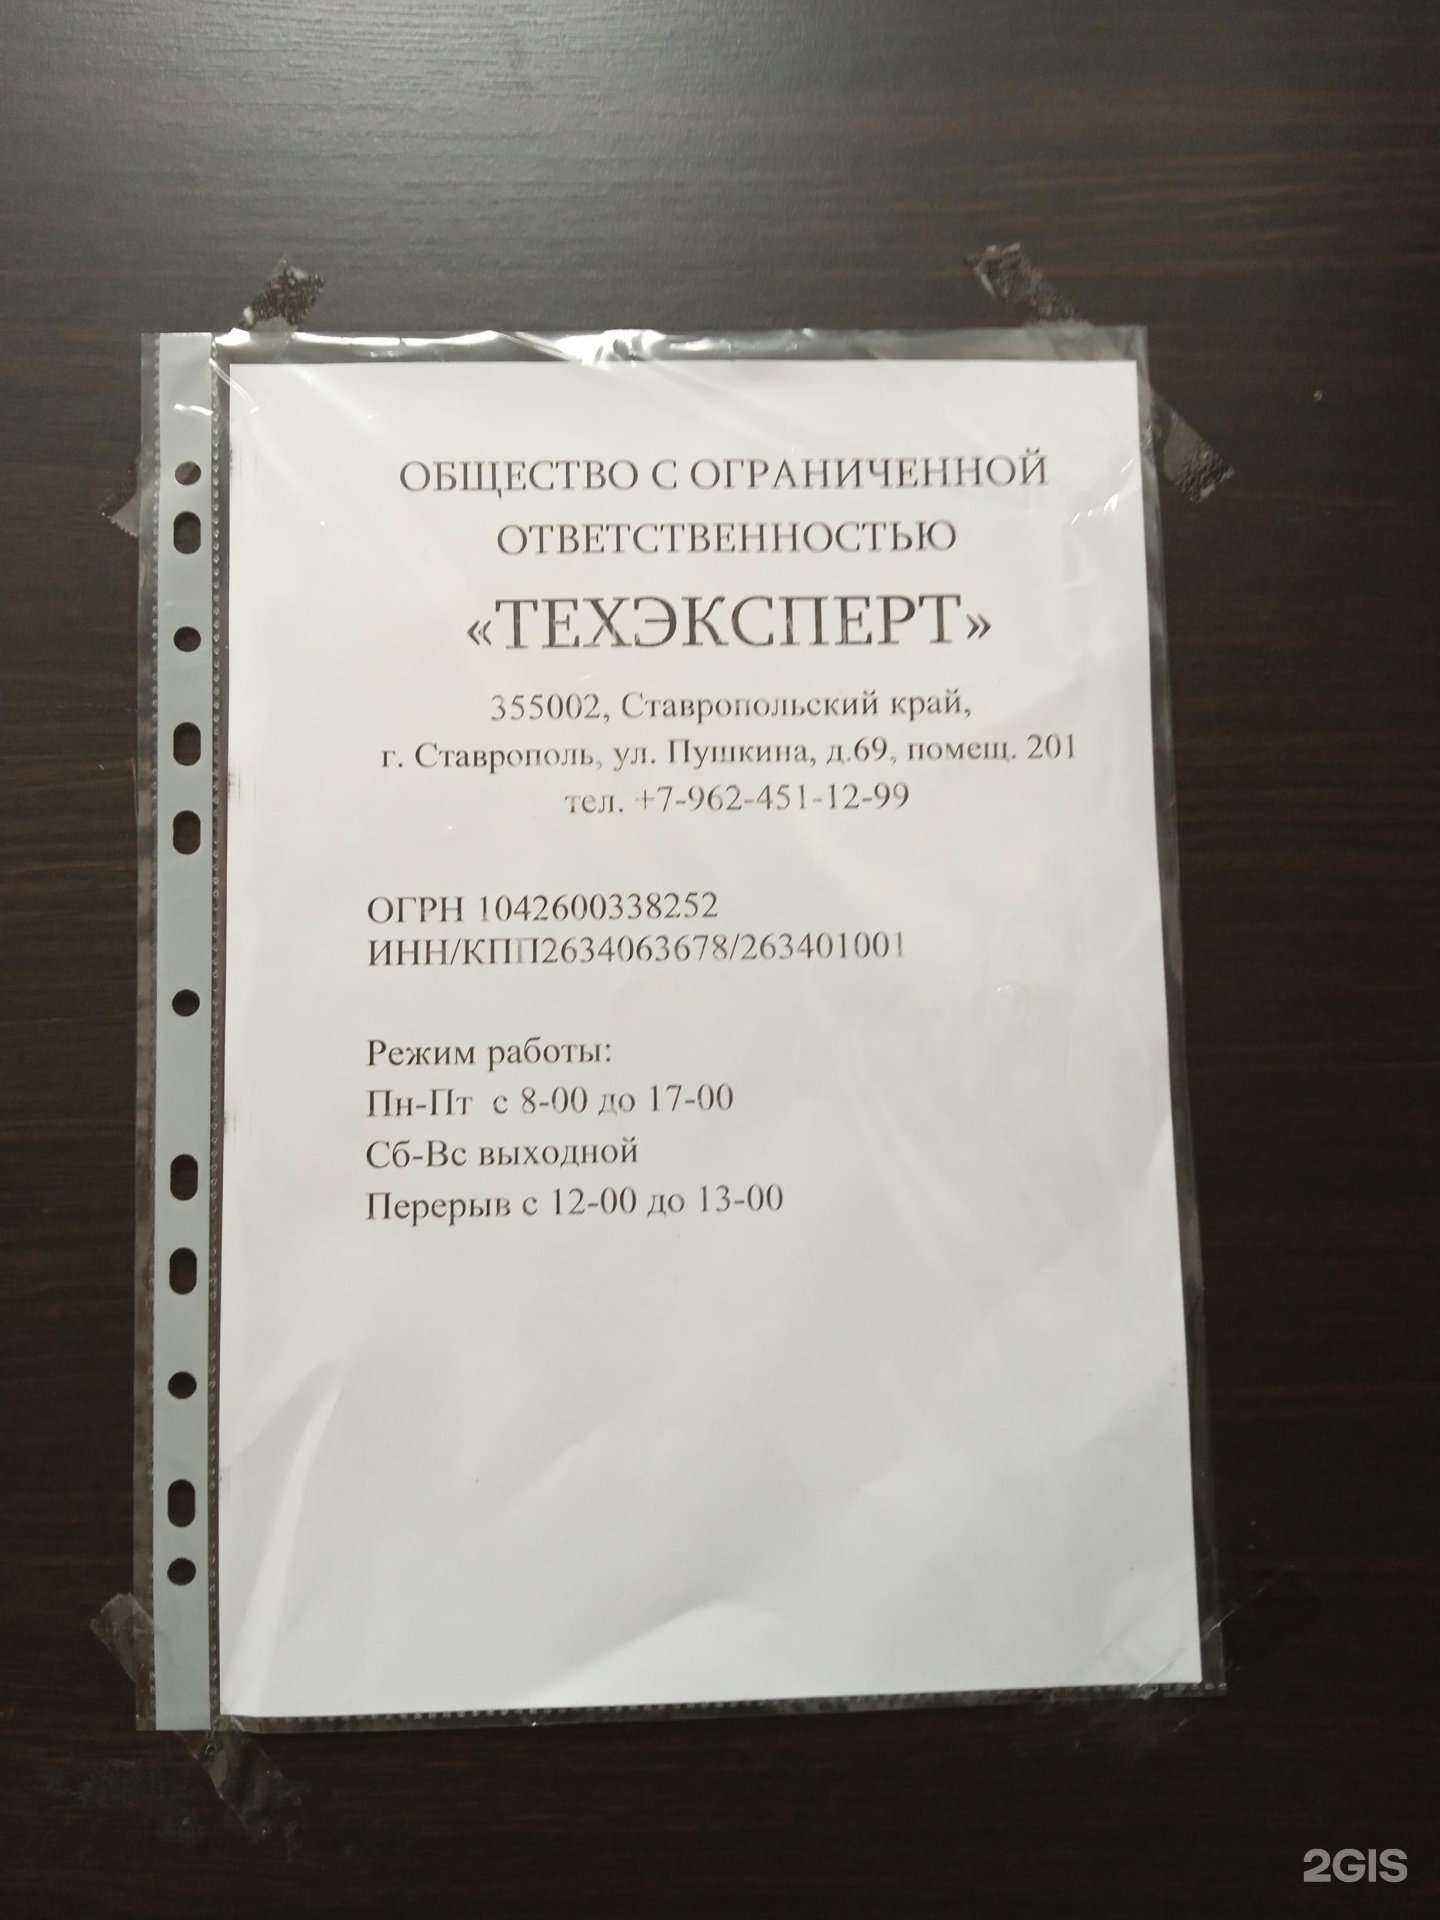 ОБЩЕСТВО С ОГРАНИЧЕННОЙ
ОТВЕТСТВЕННОСТЬЮ
«ТЕХЭКСПЕРТ»
355002, Ставропольский край,
г. Ставрополь, ул. Пушкина, д.69, помещ. 201
тел. +7-962-451-12-99
ОГРН 1042600338252
ИНН/КПП2634063678/263401001
Режим работы:
Пн-Пт с 8-00 до 17-00
Сб-Вс выходной
Перерыв с 12-00 до 13-00
2GIS